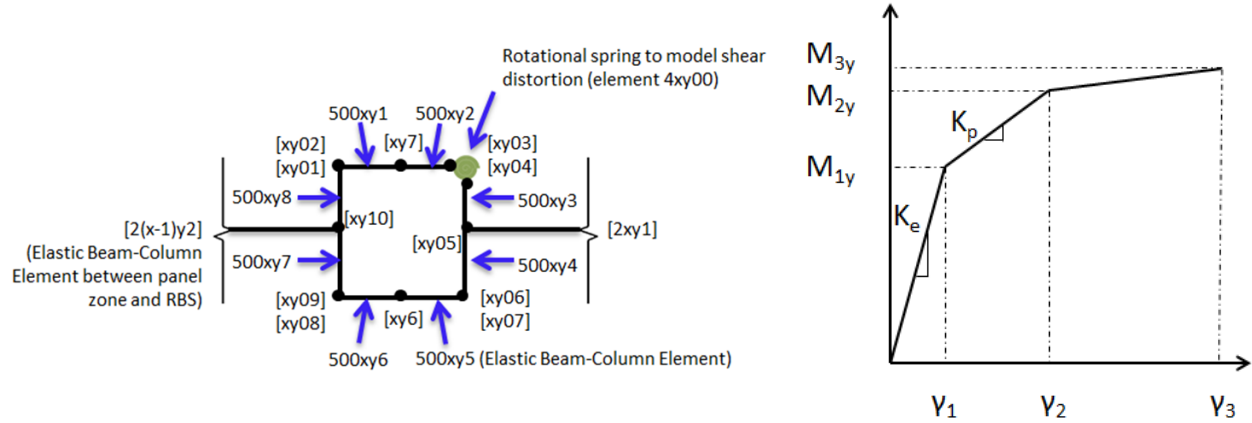 Rotational spring to model shear
distortion (element 4xy00)
500xy1
500xy2
[xy02]
[xy7]
[xy03]
[xy01]
[xy04]
500xy8
500xy3
[2(x-1)y2]
[xy10]
[xy05]
[2xy1]
(Elastic Beam-Column
Element between panel
zone and RBS)
500xy7
500xy4
[xy09]
[xy08]
[xy6]
[xy06]
[xy07]
500xy6
500xy5 (Elastic Beam-Column Element)
M3y
M2y
Kp
M1y
Ke
γ1
γ2
γ3